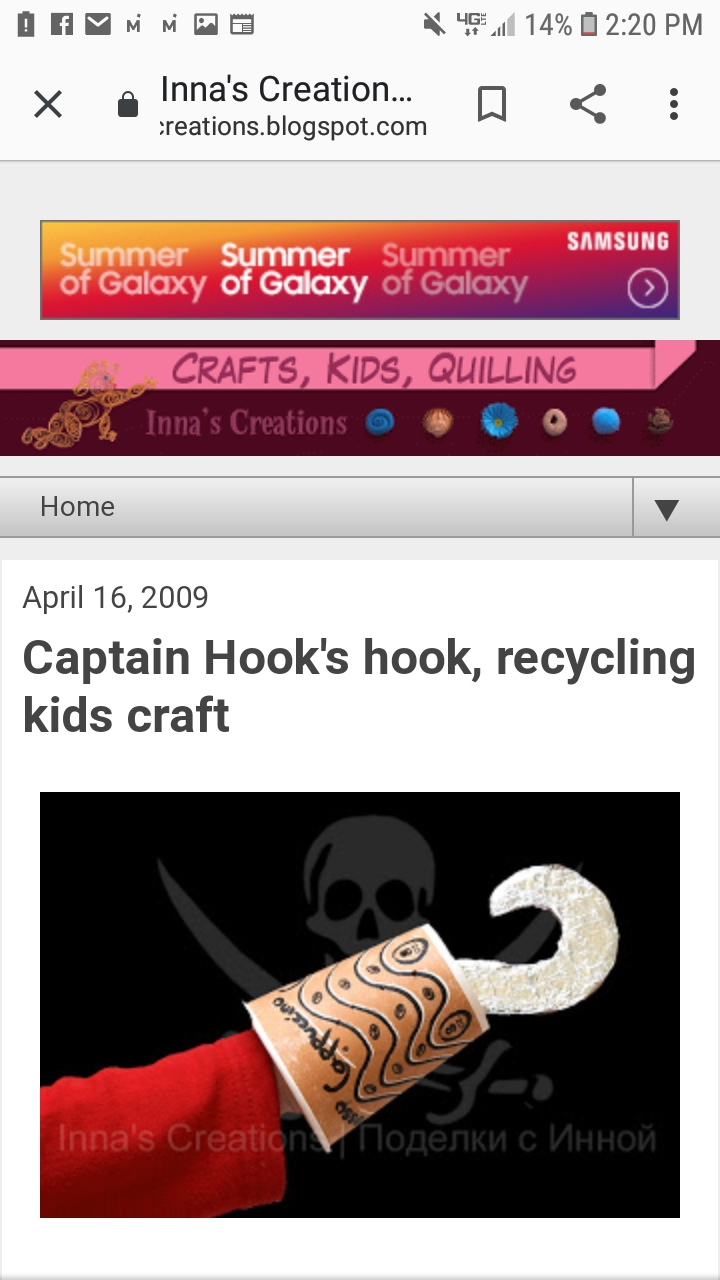 4GE 14% 2:20 PM
Inna's Creation...
creations.blogspot.com
Summer Summer Summer SAMSUNG
of Galaxy of Galaxy of Galaxy
CRAFTS, KIDS, QUILLING
Inna's Creations
Home
April 16, 2009
Captain Hook's hook, recycling
kids craft
Cappuccino
Inna's Creations | Поделки с Инной